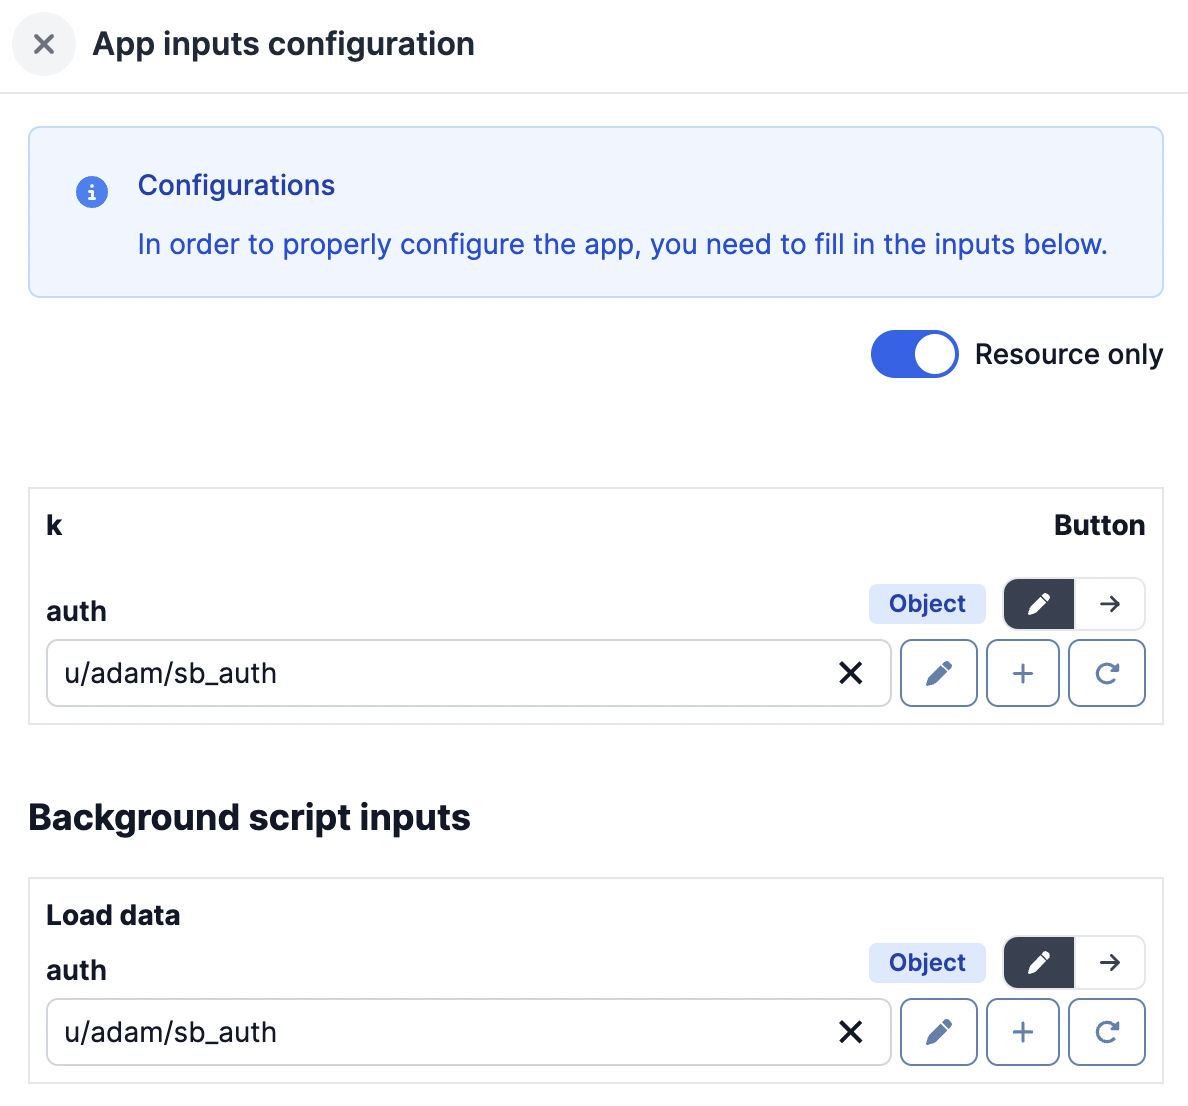 App inputs configuration
Configurations
In order to properly configure the app, you need to fill in the inputs below.
Resource only
k
Button
auth
Object
u/adam/sb_auth
Background script inputs
Load data
auth
Object
u/adam/sb_auth